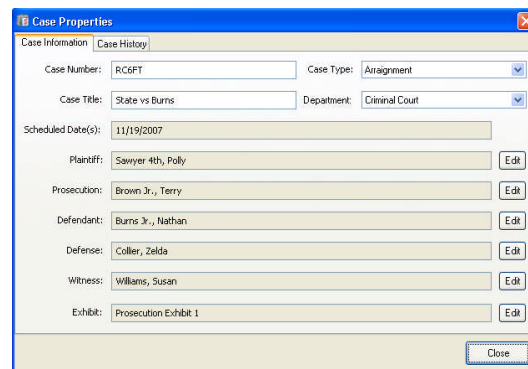 Case Properties
Case Information Case History
Case Number: RC6FT Case Type: Arraignment
Case Title: State vs Burns Department: Criminal Court
Scheduled Date(s): 11/19/2007
Plaintiff: Sawyer 4th, Polly Edit
Prosecution: Brown Jr., Terry Edit
Defendant: Burns Jr., Nathan Edit
Defense: Collier, Zelda Edit
Witness: Williams, Susan Edit
Exhibit: Prosecution Exhibit 1 Edit
Close